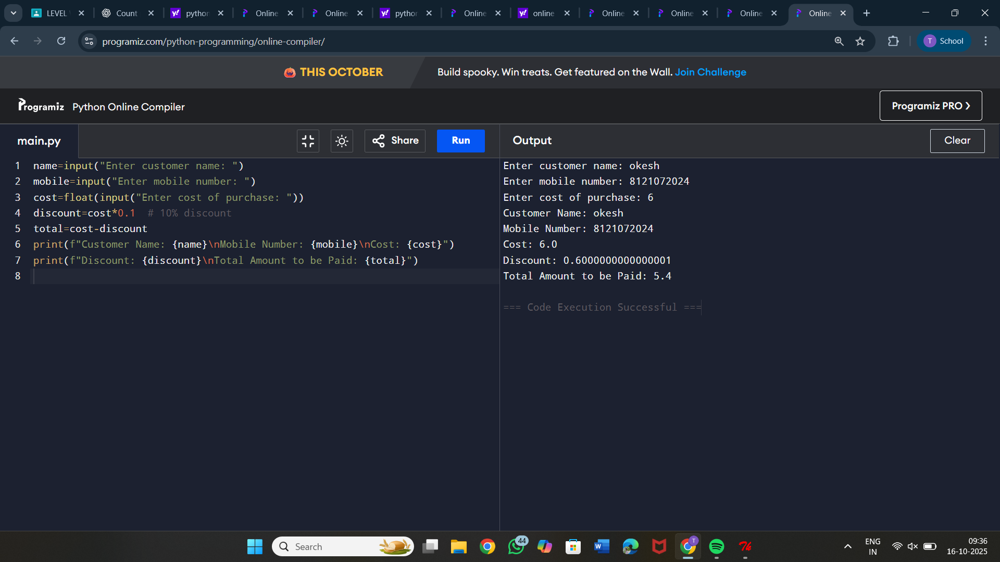 LEVEL
Count
python
Online
Online
python
Online
online
Online
Online
Online
Online
programiz.com/python-programming/online-compiler/
T School
THIS OCTOBER
Build spooky. Win treats. Get featured on the Wall. Join Challenge
Programiz Python Online Compiler
Programiz PRO ❯
main.py
Share
Run
Output
Clear
1 name=input("Enter customer name: ")
2 mobile=input("Enter mobile number: ")
3 cost=float(input("Enter cost of purchase: "))
4 discount=cost*0.1  # 10% discount
5 total=cost-discount
6 print(f"Customer Name: {name}\nMobile Number: {mobile}\nCost: {cost}")
7 print(f"Discount: {discount}\nTotal Amount to be Paid: {total}")
8
Enter customer name: okesh
Enter mobile number: 8121072024
Enter cost of purchase: 6
Customer Name: okesh
Mobile Number: 8121072024
Cost: 6.0
Discount: 0.6000000000000001
Total Amount to be Paid: 5.4
=== Code Execution Successful ===
Search
44
W
T
ENG
IN
09:36
16-10-2025